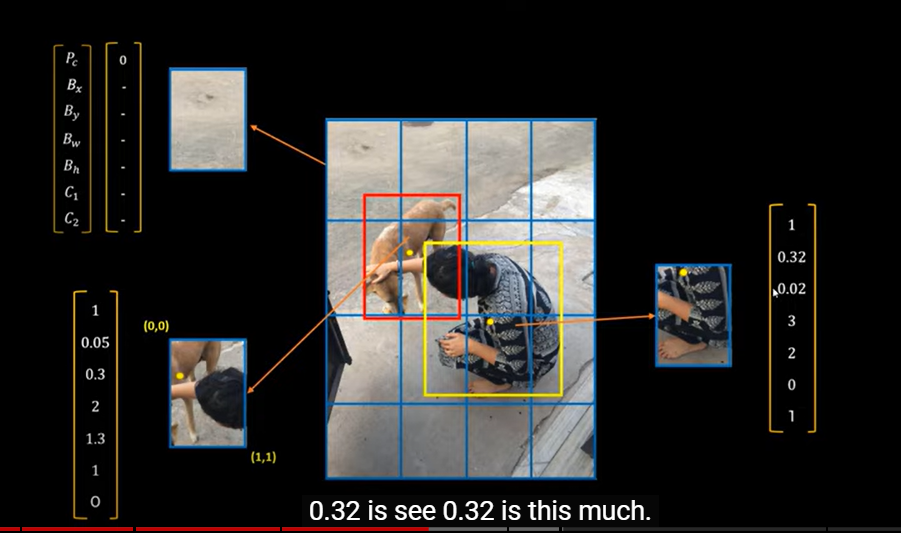 P_c
B_x
B_y
B_w
B_h
C_1
C_2
0
-
-
-
-
-
-
1
0.05
0.3
2
1.3
1
0
(0,0)
(1,1)
1
0.32
0.02
3
2
0
1
0.32 is see 0.32 is this much.